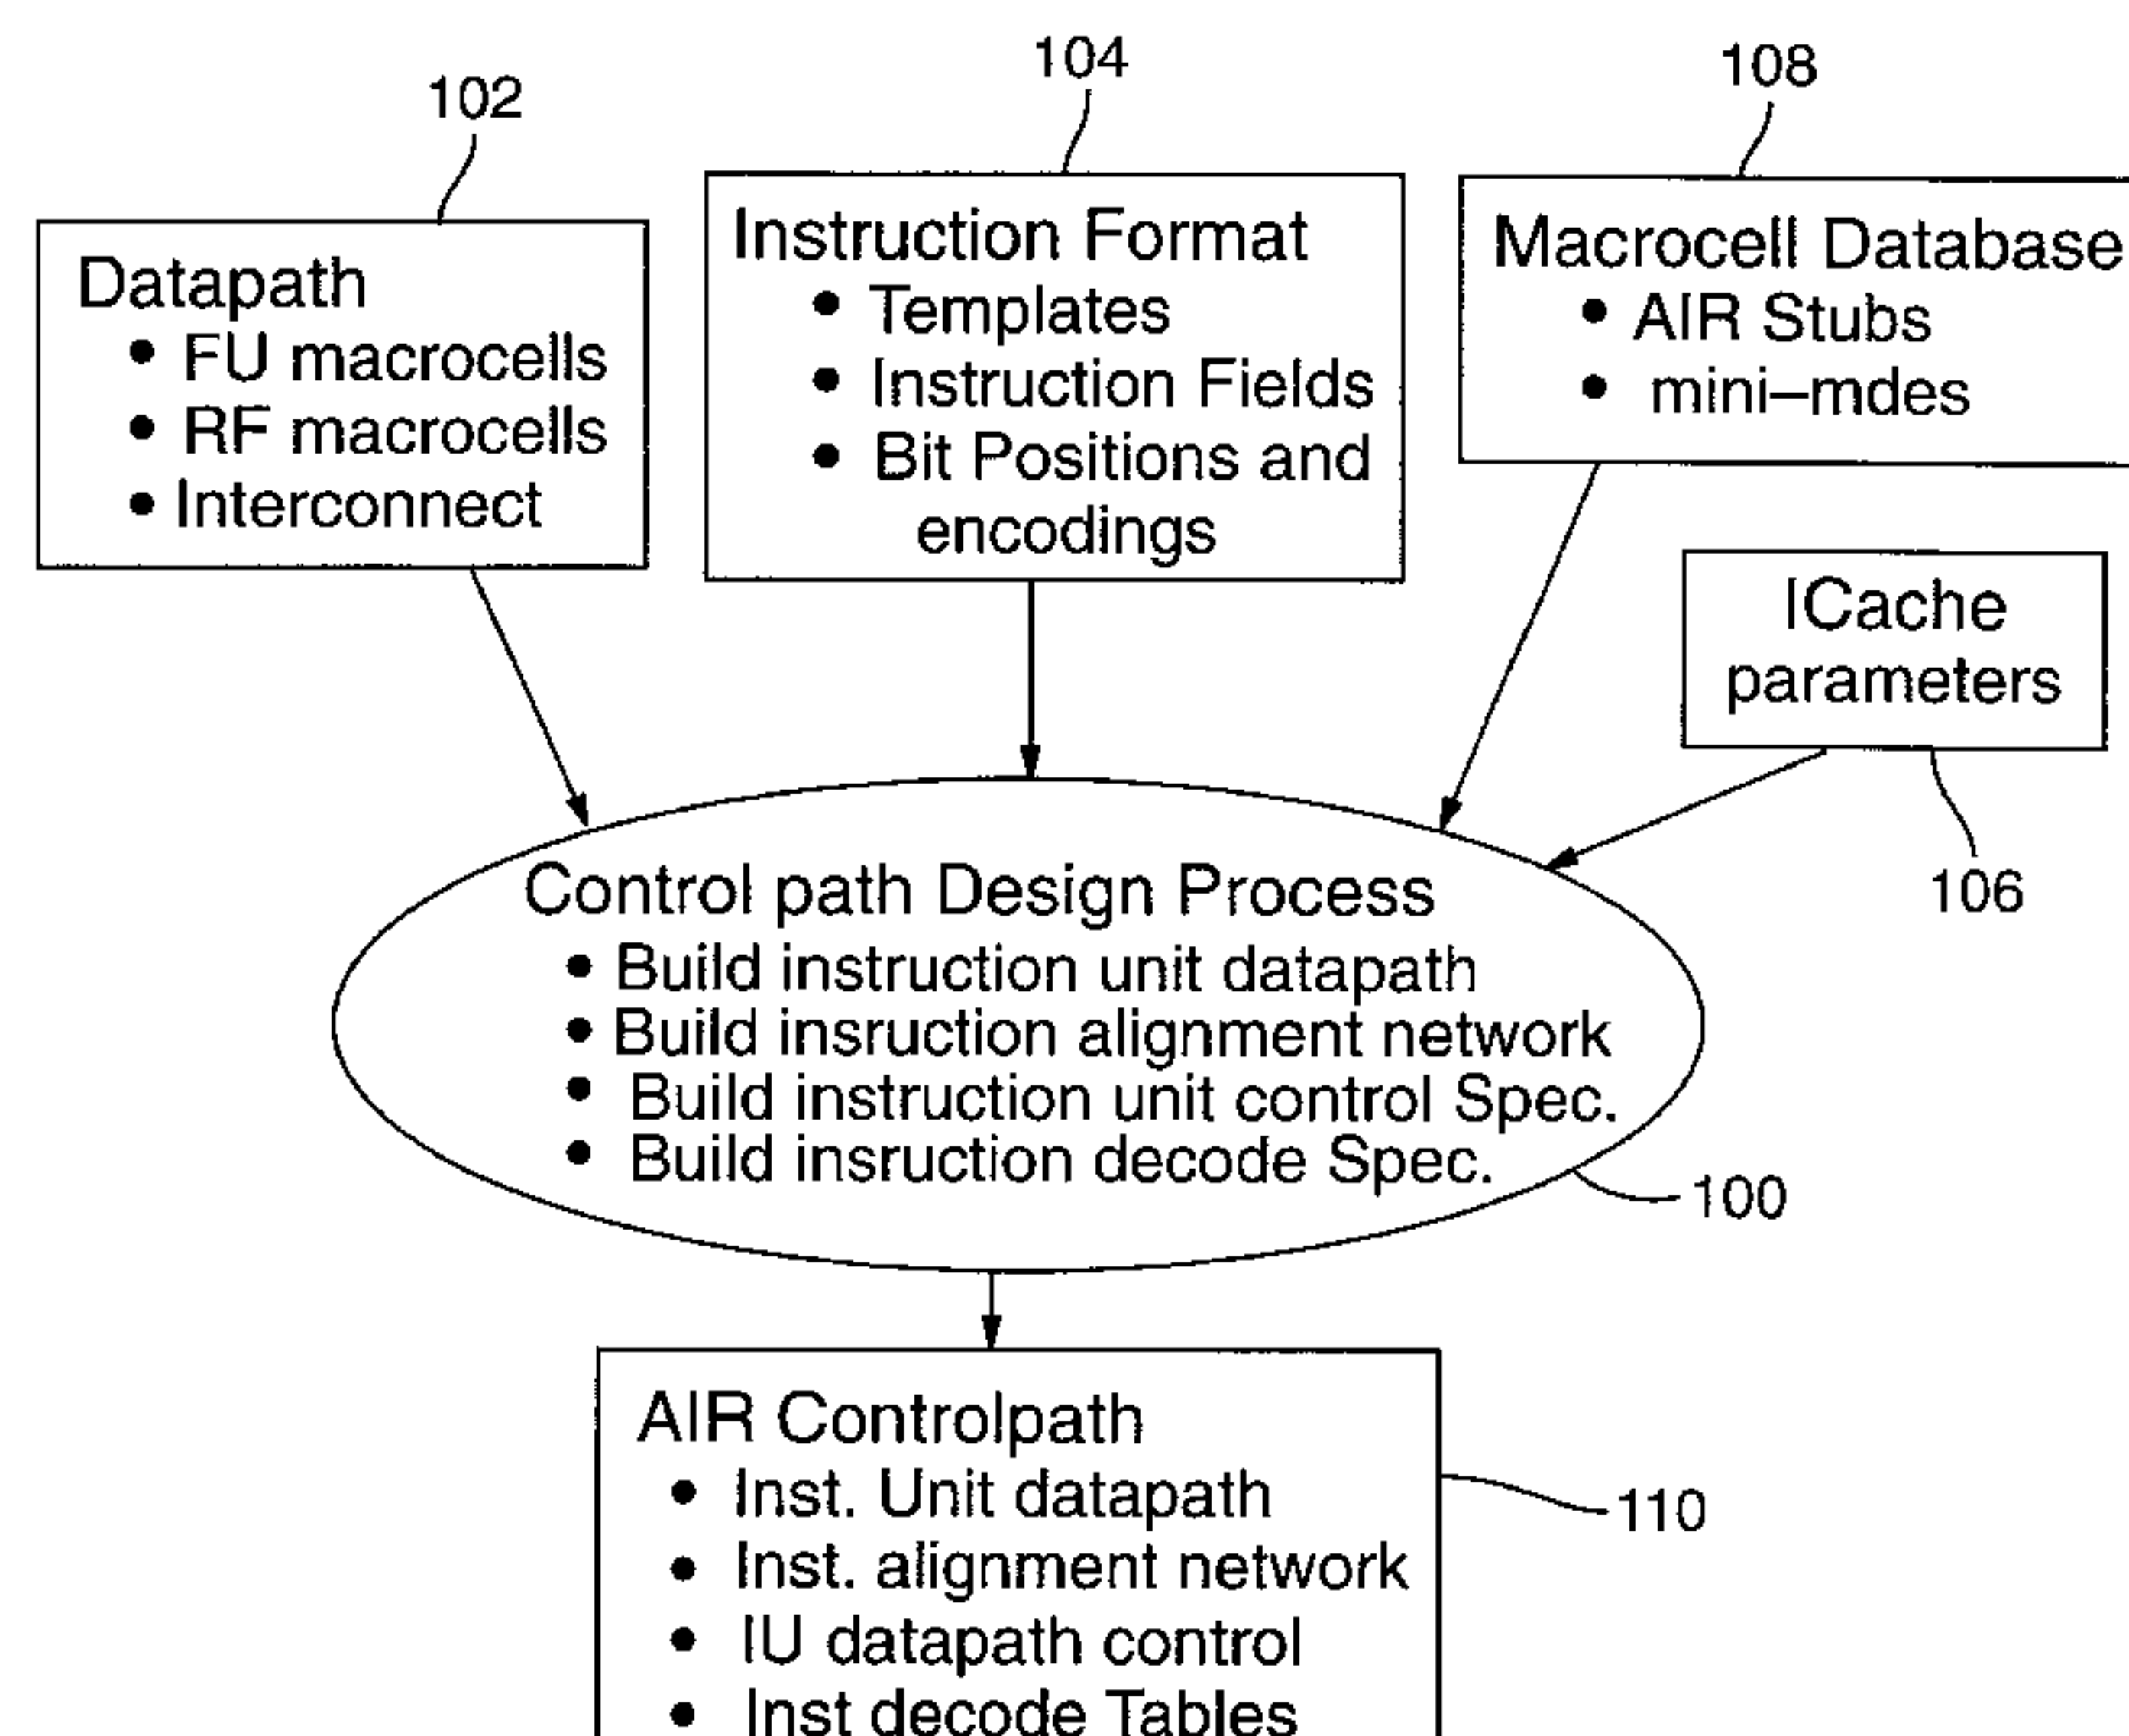 102
104
108
Datapath
• FU macrocells
• RF macrocells
• Interconnect
Instruction Format
• Templates
• Instruction Fields
• Bit Positions and
encodings
Macrocell Database
• AIR Stubs
• mini–mdes
ICache
parameters
106
Control path Design Process
• Build instruction unit datapath
• Build insruction alignment network
• Build instruction unit control Spec.
• Build insruction decode Spec.
100
AIR Controlpath
• Inst. Unit datapath
• Inst. alignment network
• IU datapath control
• Inst decode Tables
110